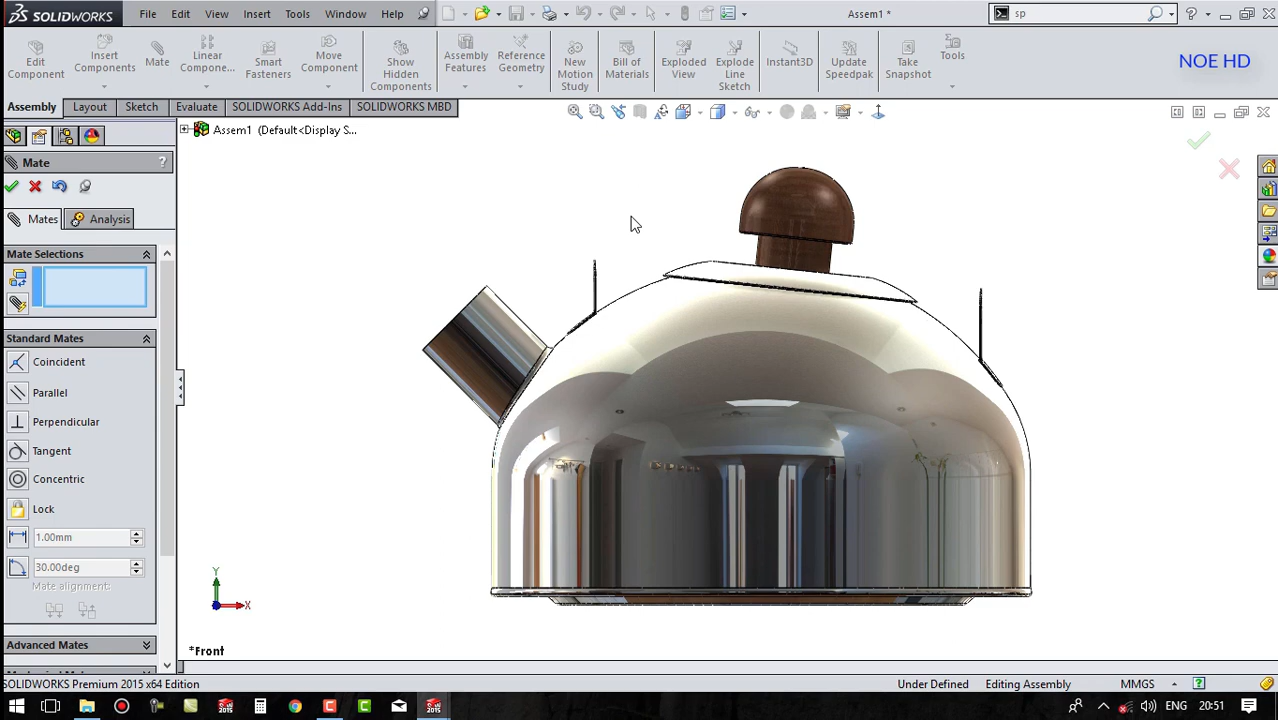 SOLIDWORKS File Edit View Insert Tools Window Help Assem1 * sp
Edit Component
Insert Components
Mate
Linear Compone...
Smart Fasteners
Move Component
Show Hidden Components
Assembly Features
Reference Geometry
New Motion Study
Bill of Materials
Exploded View
Explode Line Sketch
Instant3D
Update Speedpak
Take Snapshot
Tools
NOE HD
Assembly Layout Sketch Evaluate SOLIDWORKS Add-Ins SOLIDWORKS MBD
Assem1 (Default<Display S...
Mate ?
Mates Analysis
Mate Selections
Standard Mates
Coincident
Parallel
Perpendicular
Tangent
Concentric
Lock
1.00mm
30.00deg
Mate alignment:
Advanced Mates
Y
X
*Front
SOLIDWORKS Premium 2015 x64 Edition Under Defined Editing Assembly MMGS
ENG 20:51